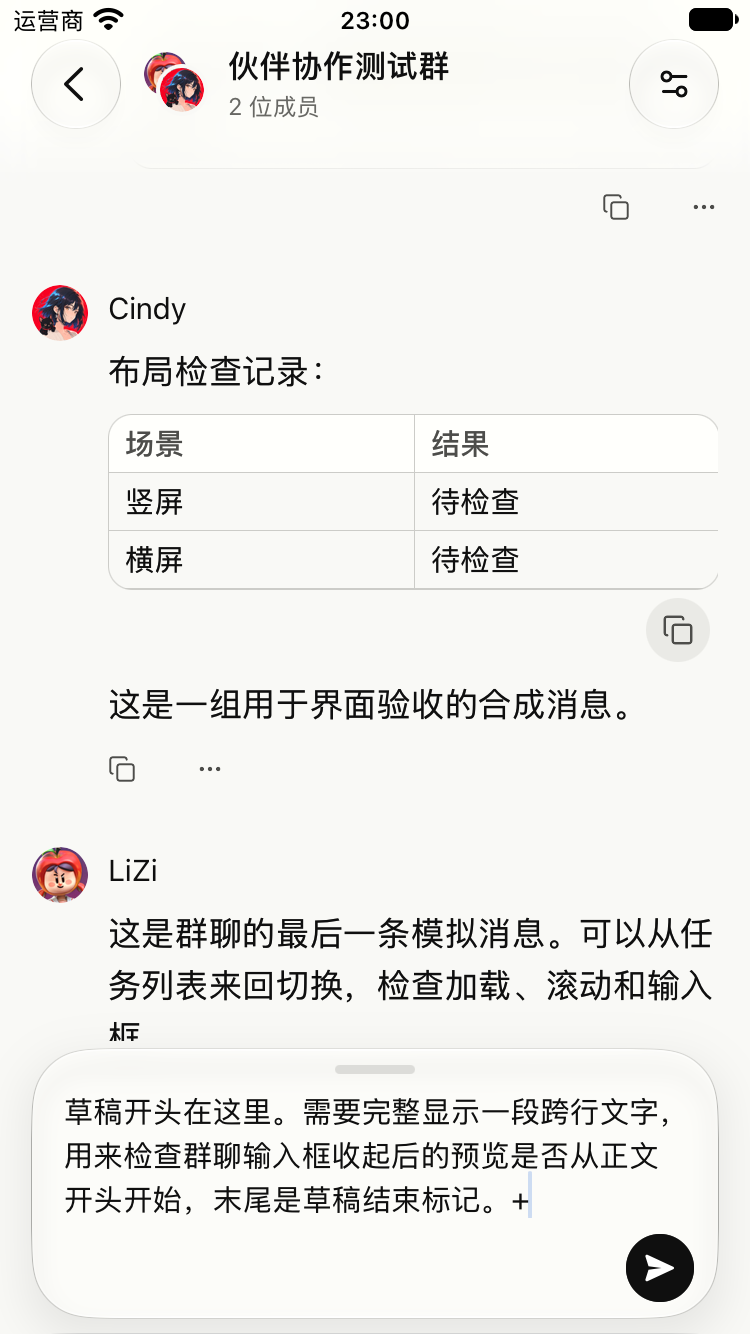 运营商
23:00
伙伴协作测试群
2 位成员
Cindy
布局检查记录：
场景 结果
竖屏 待检查
横屏 待检查
这是一组用于界面验收的合成消息。
LiZi
这是群聊的最后一条模拟消息。可以从任
务列表来回切换，检查加载、滚动和输入
框
草稿开头在这里。需要完整显示一段跨行文字，
用来检查群聊输入框收起后的预览是否从正文
开头开始，末尾是草稿结束标记。+